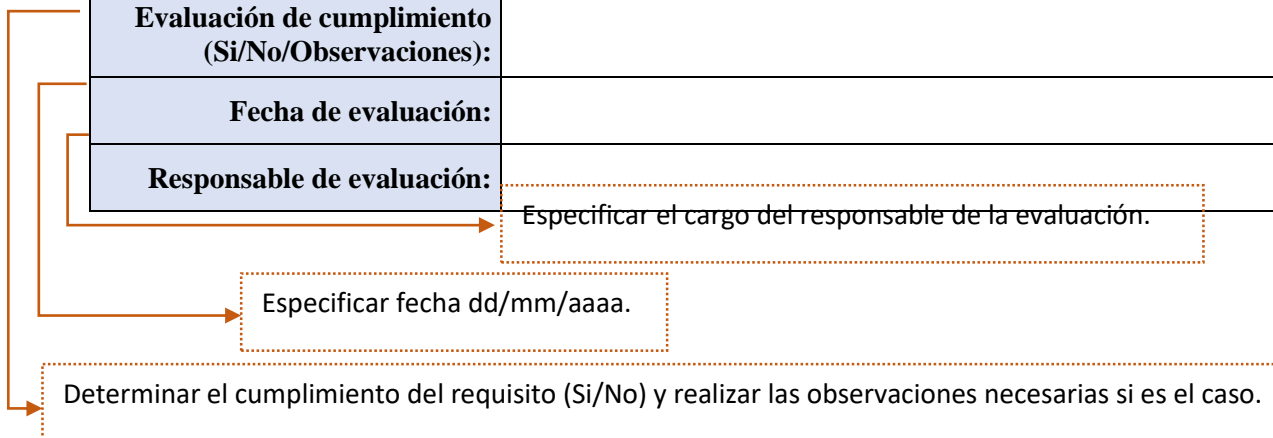 Evaluación de cumplimiento
(Si/No/Observaciones):
Fecha de evaluación:
Responsable de evaluación:
Especificar el cargo del responsable de la evaluación.
Especificar fecha dd/mm/aaaa.
Determinar el cumplimiento del requisito (Si/No) y realizar las observaciones necesarias si es el caso.